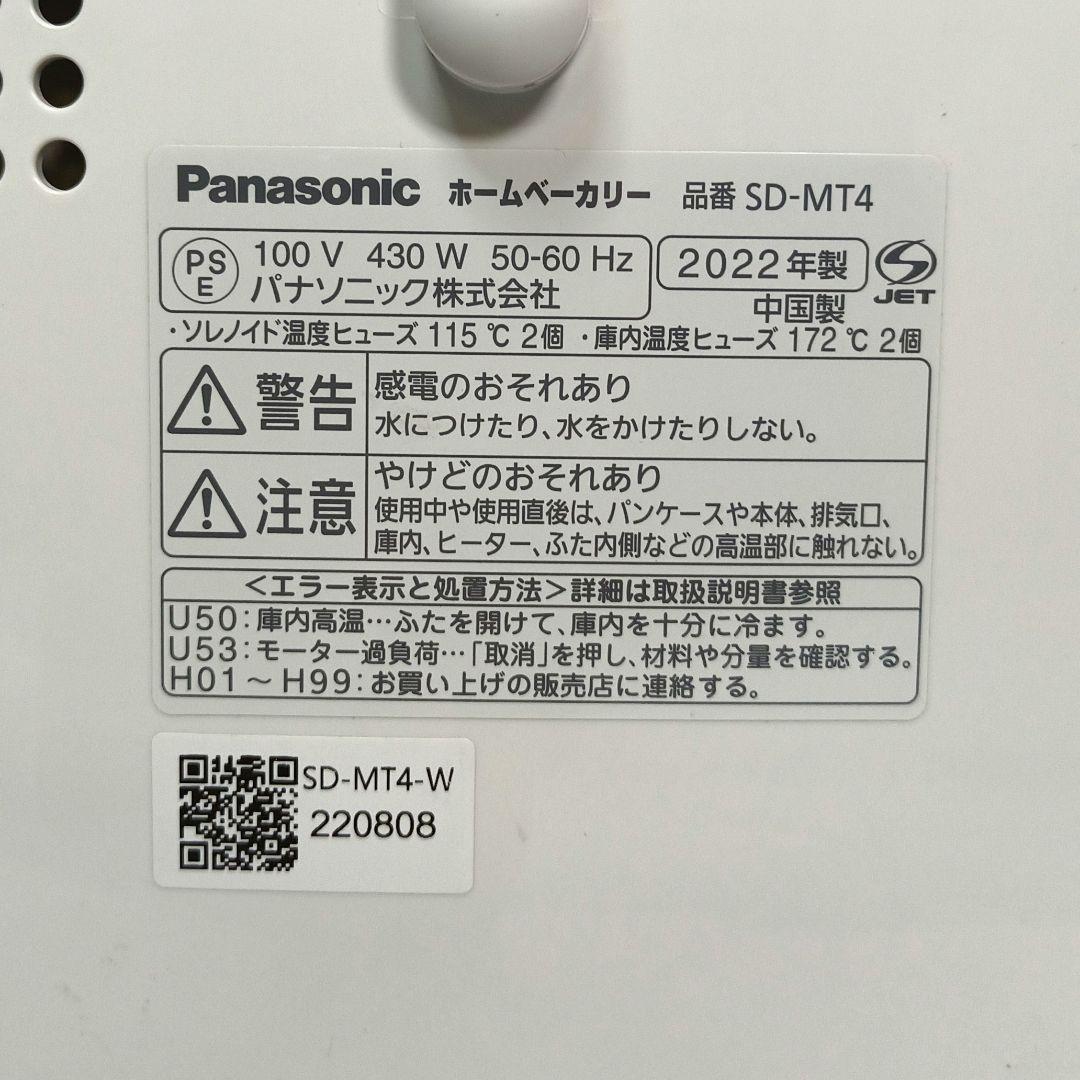 Panasonic ホームベーカリー 品番 SD-MT4
PS E 100 V 430 W 50-60 Hz
パナソニック株式会社
2022年製
JET
中国製
・ソレノイド温度ヒューズ 115 ℃ 2個 ・庫内温度ヒューズ 172 ℃ 2個
警告
感電のおそれあり
水につけたり、水をかけたりしない。
注意
やけどのおそれあり
使用中や使用直後は、パンケースや本体、排気口、
庫内、ヒーター、ふた内側などの高温部に触れない。
<エラー表示と処置方法>詳細は取扱説明書参照
U50:庫内高温…ふたを開けて、庫内を十分に冷ます。
U53:モーター過負荷…「取消」を押し、材料や分量を確認する。
H01～H99:お買い上げの販売店に連絡する。
SD-MT4-W
220808